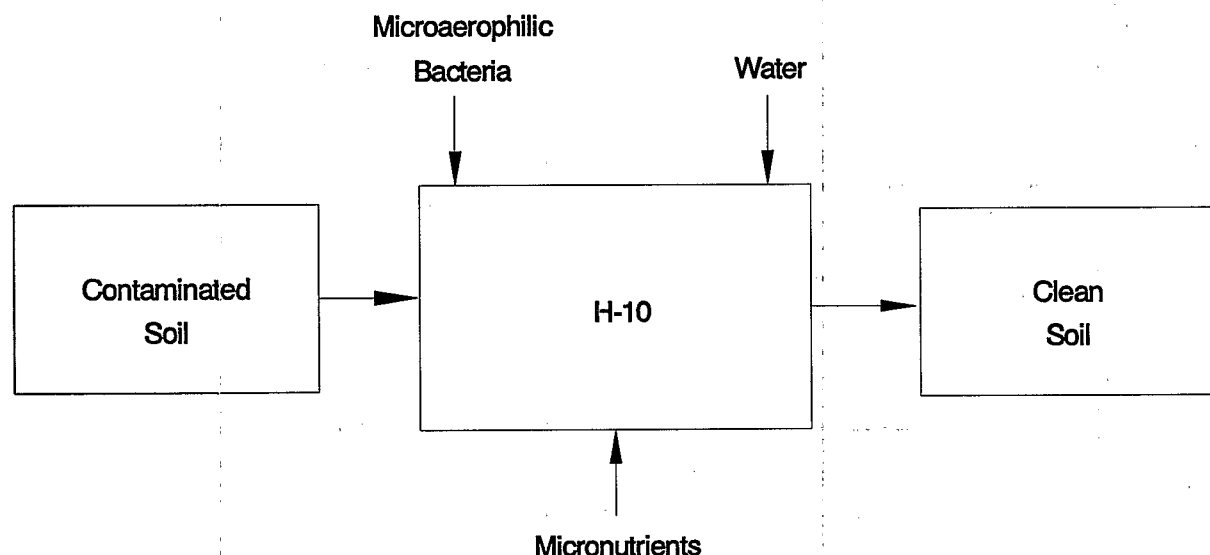 Microaerophilic
Bacteria
Water
Contaminated
Soil
H-10
Clean
Soil
Micronutrients